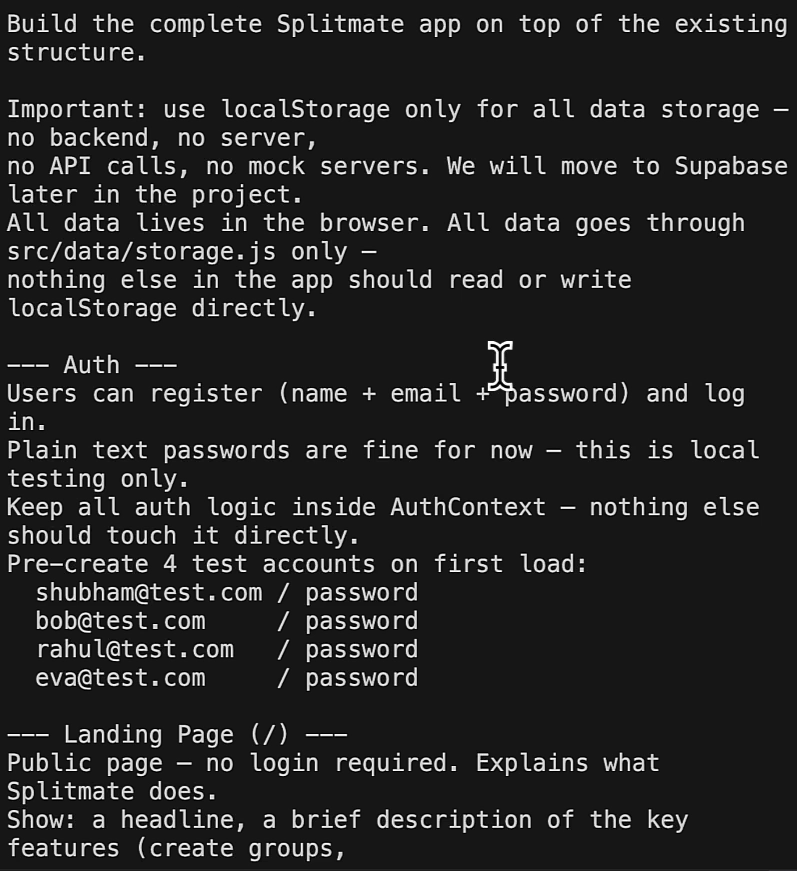 Build the complete Splitmate app on top of the existing
structure.
Important: use localStorage only for all data storage —
no backend, no server,
no API calls, no mock servers. We will move to Supabase
later in the project.
All data lives in the browser. All data goes through
src/data/storage.js only —
nothing else in the app should read or write
localStorage directly.
––– Auth –––
Users can register (name + email + password) and log
in.
Plain text passwords are fine for now — this is local
testing only.
Keep all auth logic inside AuthContext — nothing else
should touch it directly.
Pre-create 4 test accounts on first load:
  shubham@test.com / password
  bob@test.com     / password
  rahul@test.com   / password
  eva@test.com     / password
––– Landing Page (/) –––
Public page — no login required. Explains what
Splitmate does.
Show: a headline, a brief description of the key
features (create groups,